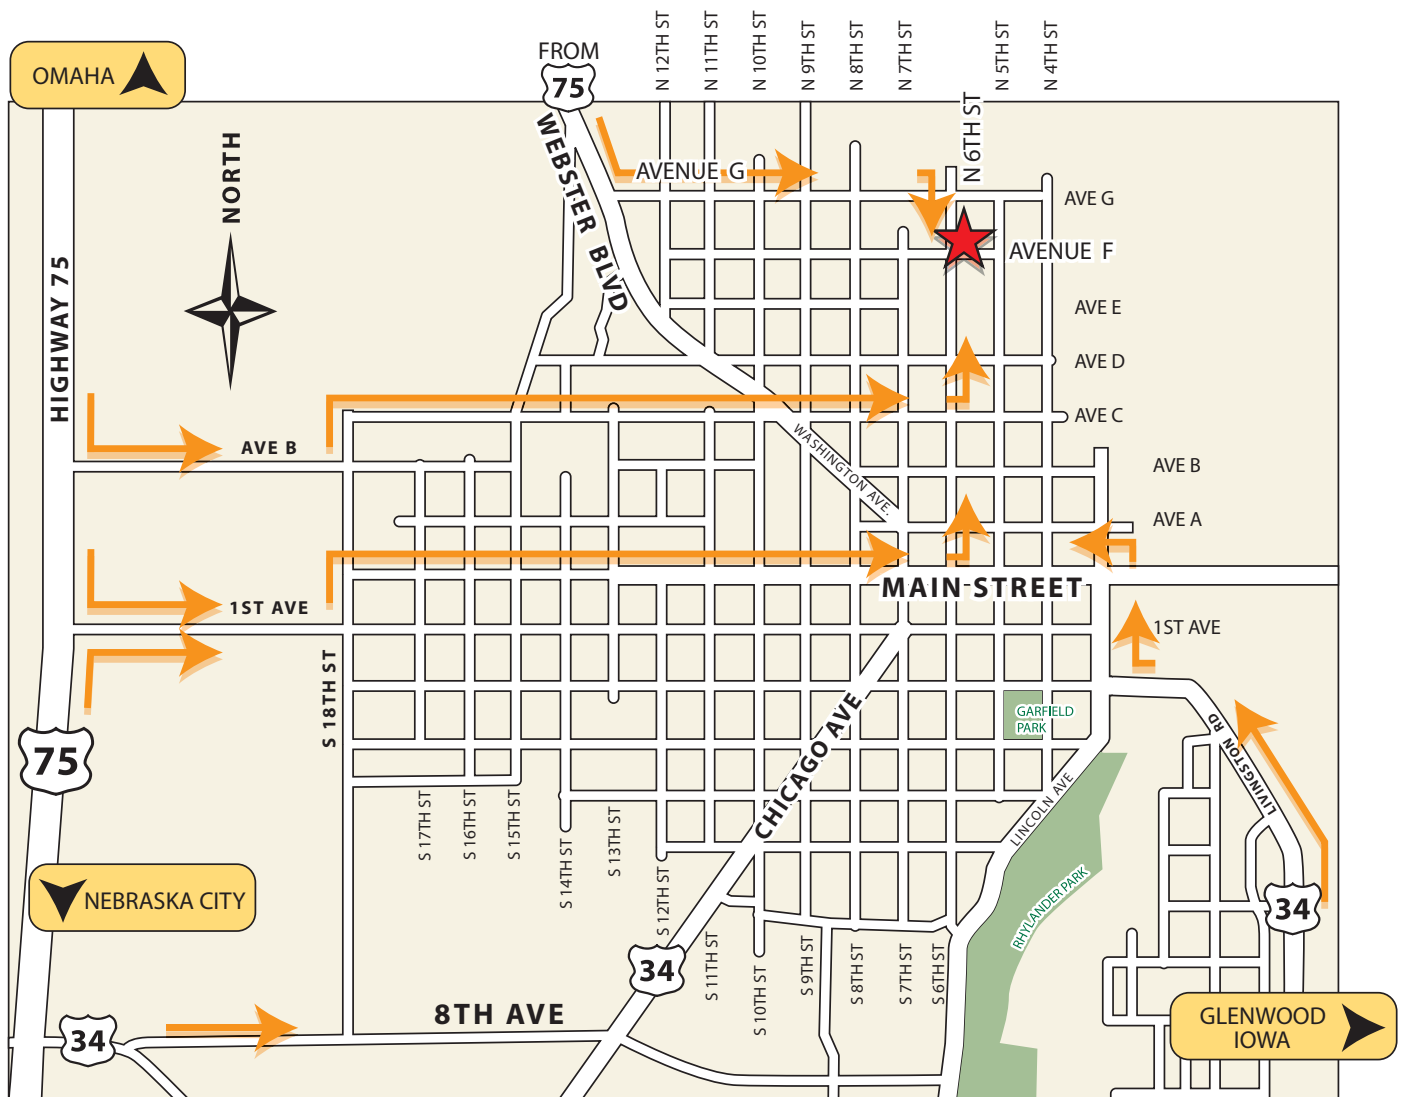 OMAHA
FROM
75
N 12TH ST
N 11TH ST
N 10TH ST
N 9TH ST
N 8TH ST
N 7TH ST
N 6TH ST
N 5TH ST
N 4TH ST
NORTH
WEBSTER BLVD
AVENUE G
AVE G
AVENUE F
HIGHWAY 75
AVE E
AVE D
AVE C
AVE B
WASHINGTON AVE.
AVE B
AVE A
MAIN STREET
1ST AVE
1ST AVE
S 18TH ST
GARFIELD
PARK
CHICAGO AVE
LIVINGSTON RD
75
LINCOLN AVE
S 17TH ST
S 16TH ST
S 15TH ST
S 14TH ST
S 13TH ST
S 12TH ST
S 11TH ST
S 10TH ST
S 9TH ST
S 8TH ST
S 7TH ST
S 6TH ST
RHYLANDER PARK
NEBRASKA CITY
34
34
8TH AVE
34
GLENWOOD
IOWA